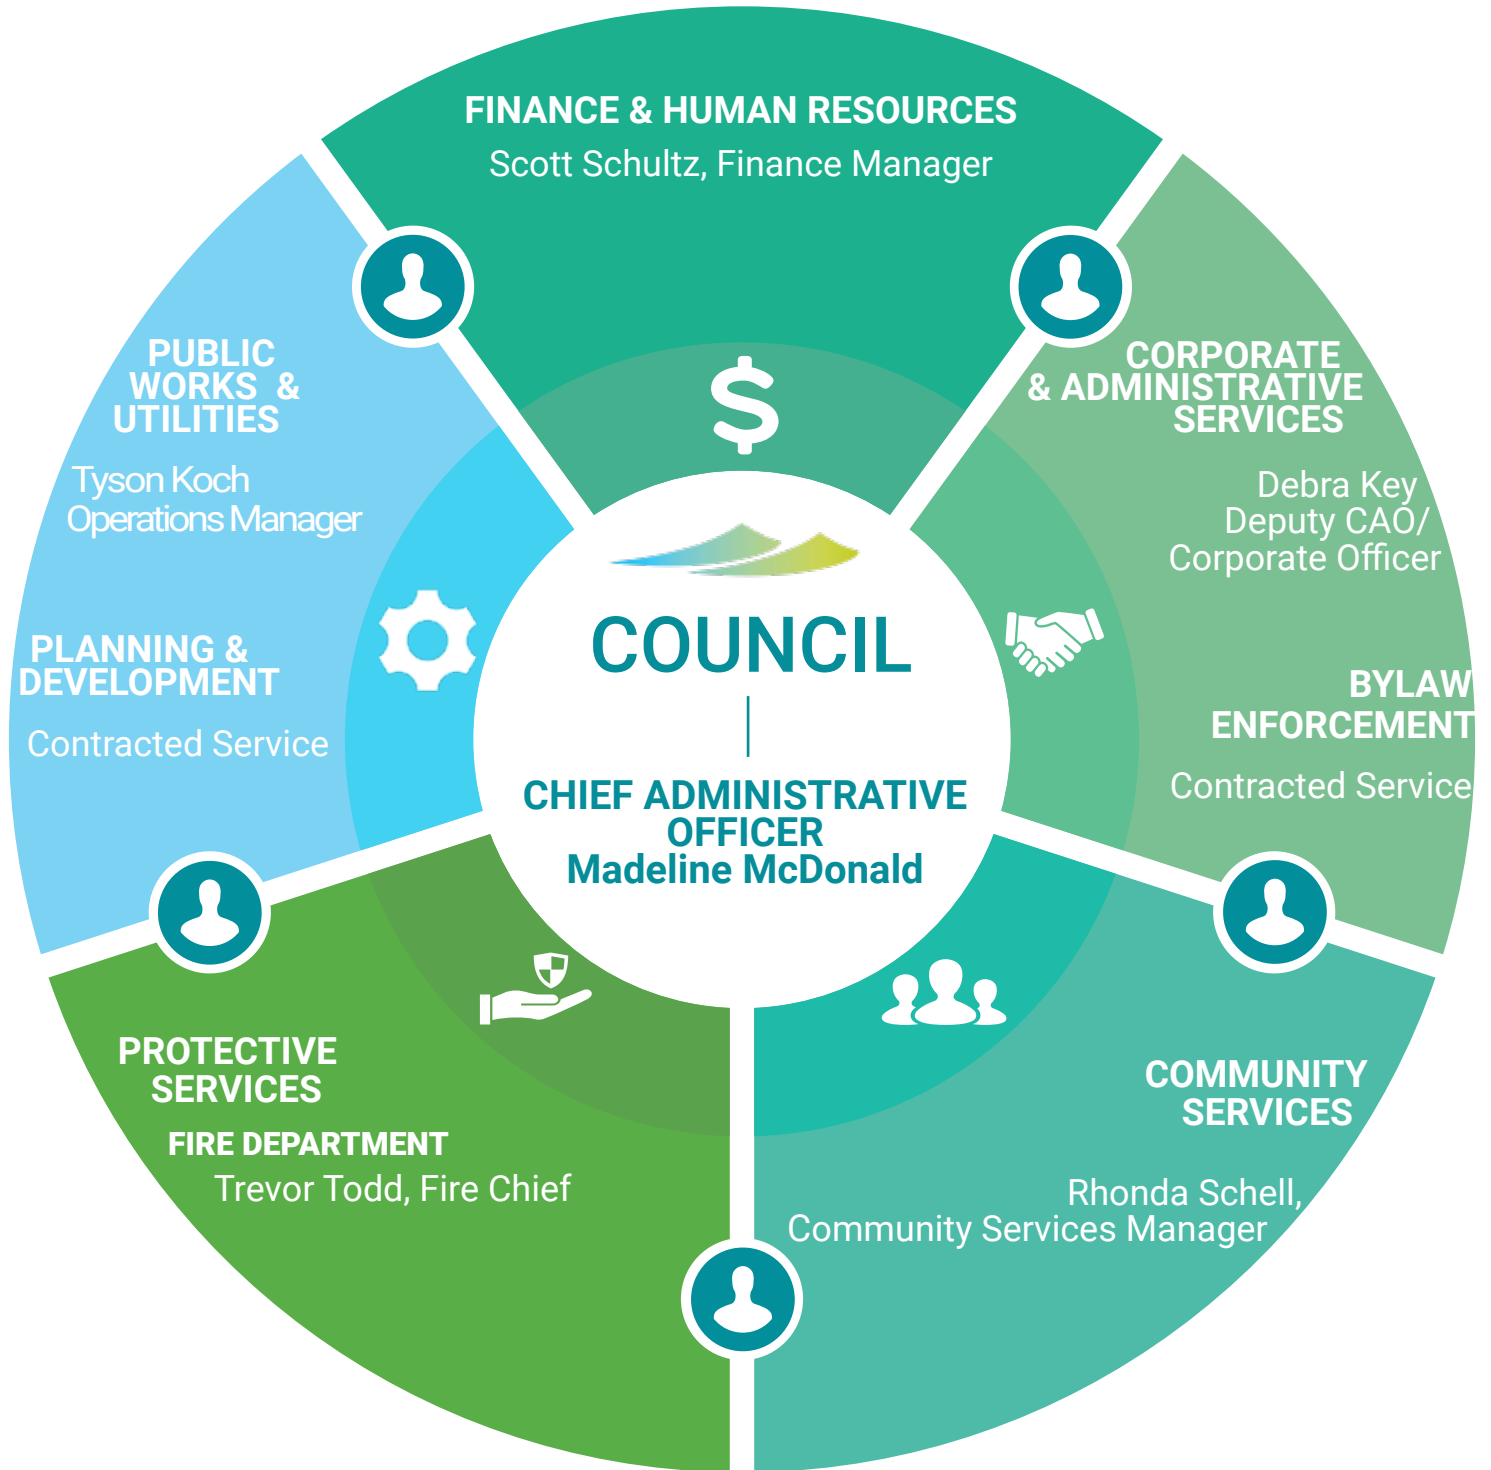 FINANCE & HUMAN RESOURCES
Scott Schultz, Finance Manager
PUBLIC
WORKS &
UTILITIES
Tyson Koch
Operations Manager
PLANNING &
DEVELOPMENT
Contracted Service
CORPORATE
& ADMINISTRATIVE
SERVICES
Debra Key
Deputy CAO/
Corporate Officer
BYLAW
ENFORCEMENT
Contracted Service
COUNCIL
CHIEF ADMINISTRATIVE
OFFICER
Madeline McDonald
PROTECTIVE
SERVICES
FIRE DEPARTMENT
Trevor Todd, Fire Chief
COMMUNITY
SERVICES
Rhonda Schell,
Community Services Manager